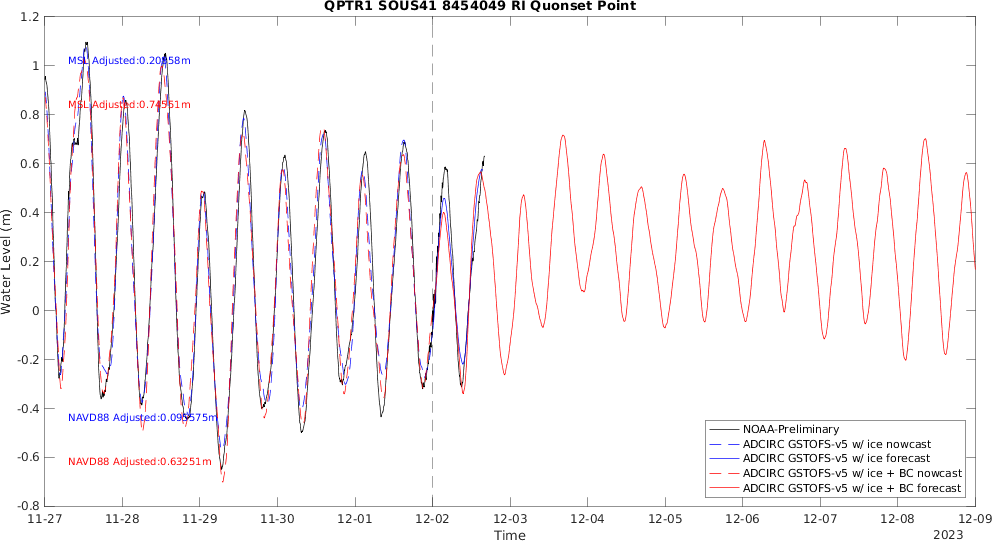 QPTR1 SOUS41 8454049 RI Quonset Point
1.2
1
0.8
0.6
0.4
0.2
0
-0.2
-0.4
-0.6
-0.8
Water Level (m)
MSL Adjusted:0.20858m
MSL Adjusted:0.74551m
NAVD88 Adjusted:0.095575m
NAVD88 Adjusted:0.63251m
NOAA-Preliminary
ADCIRC GSTOFS-v5 w/ ice nowcast
ADCIRC GSTOFS-v5 w/ ice forecast
ADCIRC GSTOFS-v5 w/ ice + BC nowcast
ADCIRC GSTOFS-v5 w/ ice + BC forecast
11-27 11-28 11-29 11-30 12-01 12-02 12-03 12-04 12-05 12-06 12-07 12-08 12-09
Time
2023